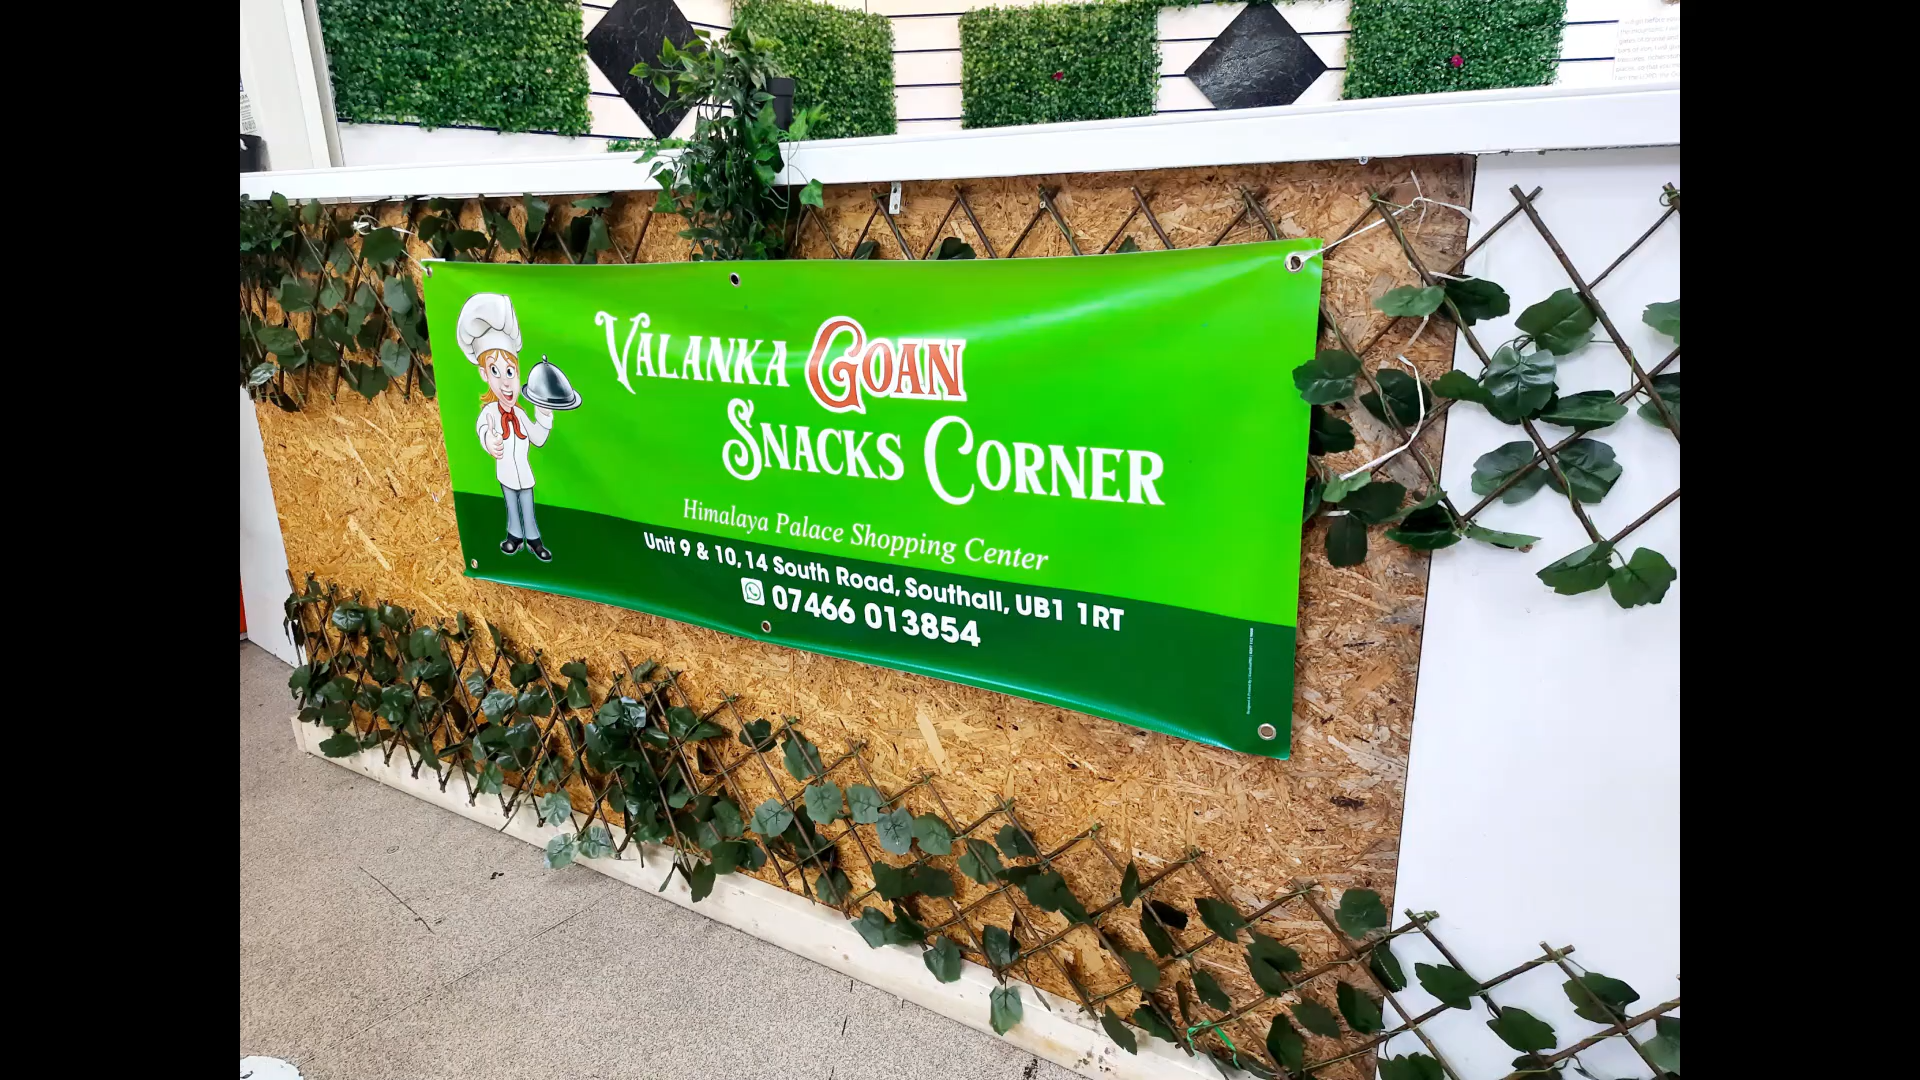 VALANKA GOAN
SNACKS CORNER
Himalaya Palace Shopping Center
Unit 9 & 10, 14 South Road, Southall, UB1 1RT
07466 013854